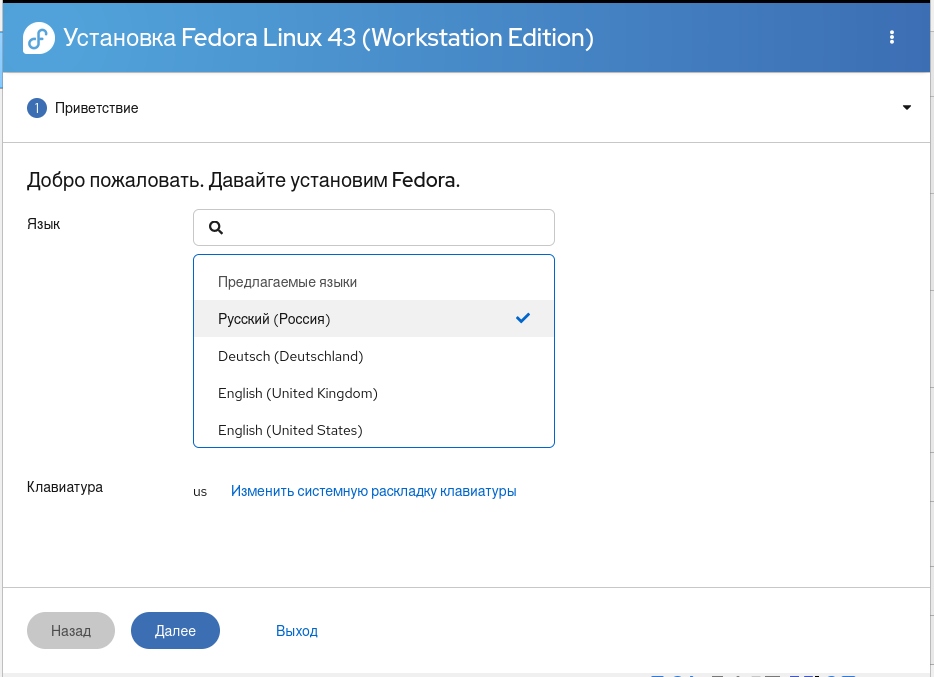 Установка Fedora Linux 43 (Workstation Edition)
1 Приветствие
Добро пожаловать. Давайте установим Fedora.
Язык
Предлагаемые языки
Русский (Россия)
Deutsch (Deutschland)
English (United Kingdom)
English (United States)
Клавиатура
us Изменить системную раскладку клавиатуры
Назад Далее Выход